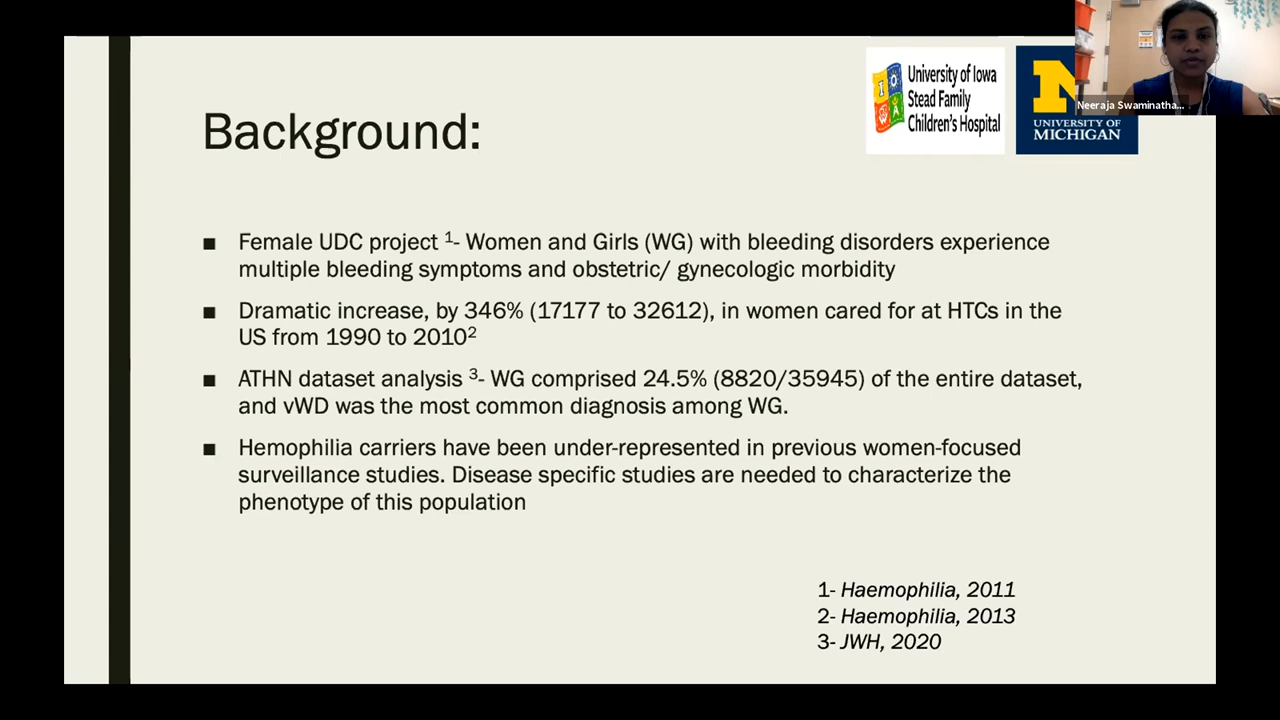 University of Iowa
Stead Family
Children's Hospital
UNIVERSITY OF
MICHIGAN
Neeraja Swaminatha...
Background:
■ Female UDC project ¹- Women and Girls (WG) with bleeding disorders experience
multiple bleeding symptoms and obstetric/ gynecologic morbidity
■ Dramatic increase, by 346% (17177 to 32612), in women cared for at HTCs in the
US from 1990 to 2010²
■ ATHN dataset analysis ³- WG comprised 24.5% (8820/35945) of the entire dataset,
and vWD was the most common diagnosis among WG.
■ Hemophilia carriers have been under-represented in previous women-focused
surveillance studies. Disease specific studies are needed to characterize the
phenotype of this population
1- Haemophilia, 2011
2- Haemophilia, 2013
3- JWH, 2020